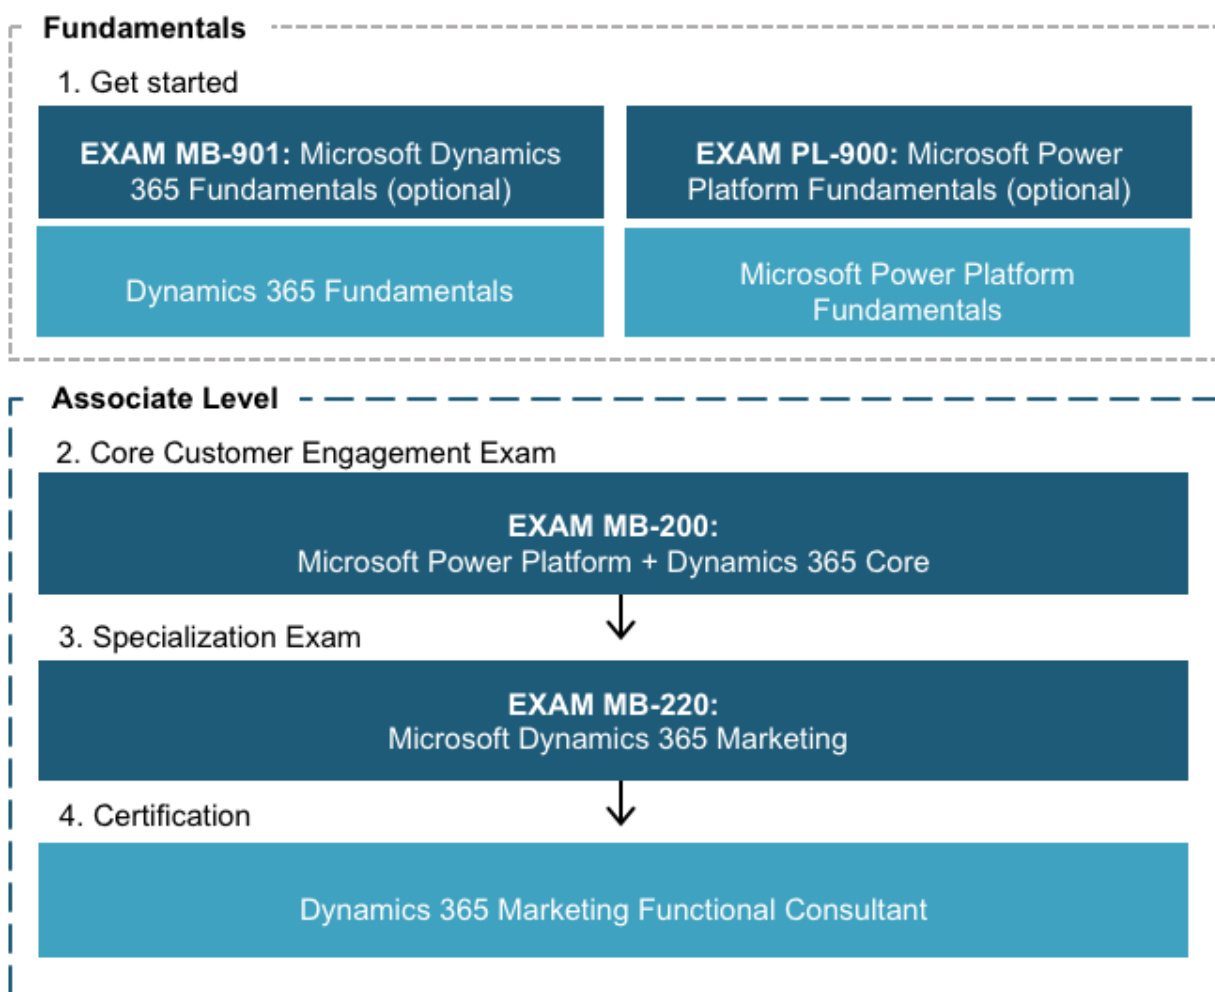 Fundamentals
1. Get started
EXAM MB-901: Microsoft Dynamics
365 Fundamentals (optional)
EXAM PL-900: Microsoft Power
Platform Fundamentals (optional)
Dynamics 365 Fundamentals
Microsoft Power Platform
Fundamentals
Associate Level
2. Core Customer Engagement Exam
EXAM MB-200:
Microsoft Power Platform + Dynamics 365 Core
3. Specialization Exam
EXAM MB-220:
Microsoft Dynamics 365 Marketing
4. Certification
Dynamics 365 Marketing Functional Consultant